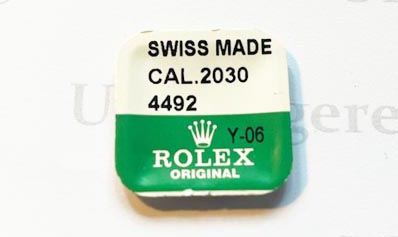 SWISS MADE
CAL.2030
4492
Y-06
ROLEX
ORIGINAL